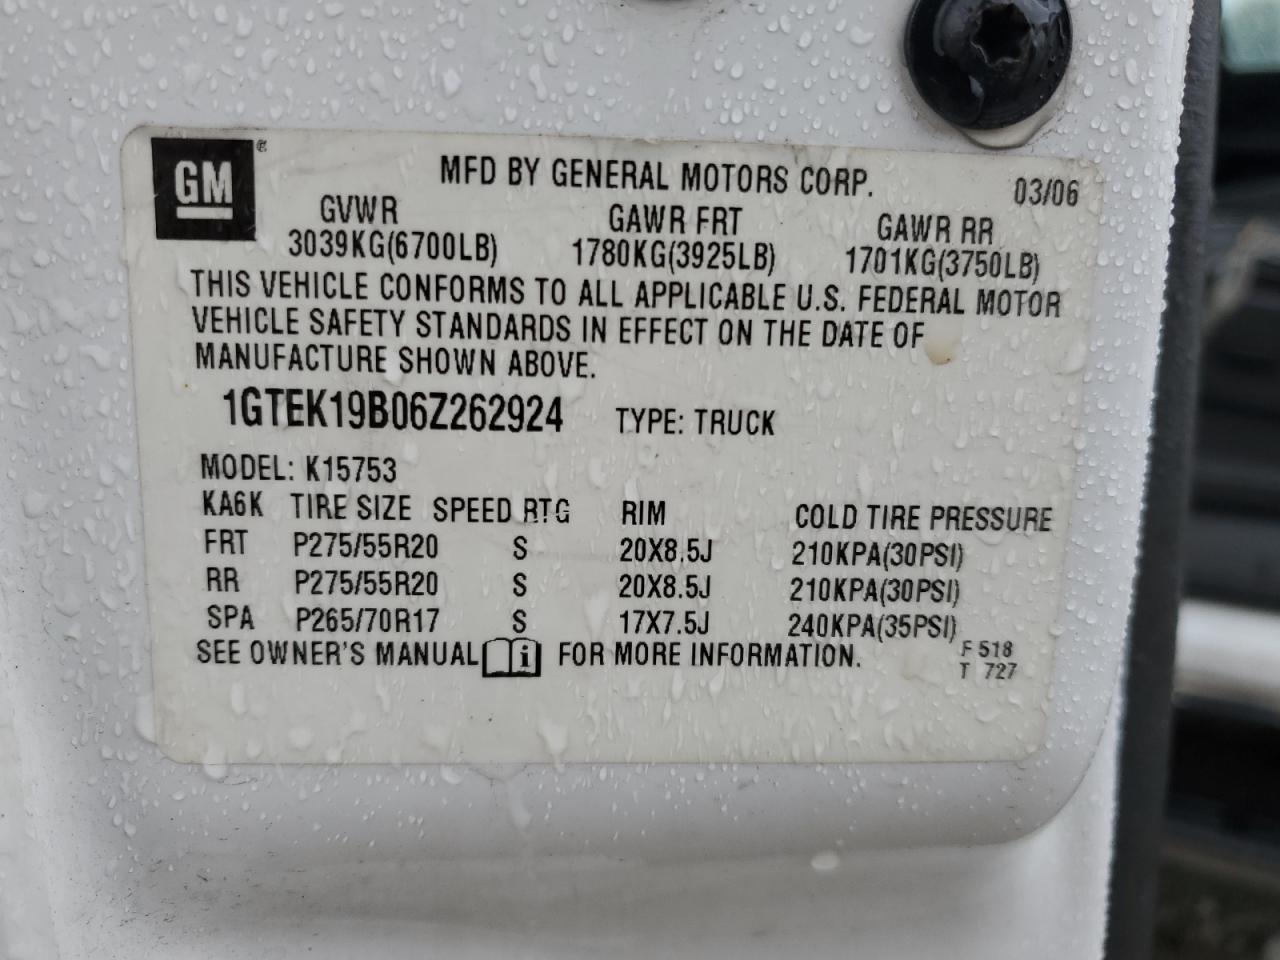 GM ®
MFD BY GENERAL MOTORS CORP. 03/06
GVWR GAWR FRT GAWR RR
3039KG(6700LB) 1780KG(3925LB) 1701KG(3750LB)
THIS VEHICLE CONFORMS TO ALL APPLICABLE U.S. FEDERAL MOTOR
VEHICLE SAFETY STANDARDS IN EFFECT ON THE DATE OF
MANUFACTURE SHOWN ABOVE.
1GTEK19B06Z262924 TYPE: TRUCK
MODEL: K15753
KA6K TIRE SIZE SPEED RTG RIM COLD TIRE PRESSURE
FRT P275/55R20 S 20X8.5J 210KPA(30PSI)
RR P275/55R20 S 20X8.5J 210KPA(30PSI)
SPA P265/70R17 S 17X7.5J 240KPA(35PSI)
SEE OWNER'S MANUAL i FOR MORE INFORMATION. F 518
T 727